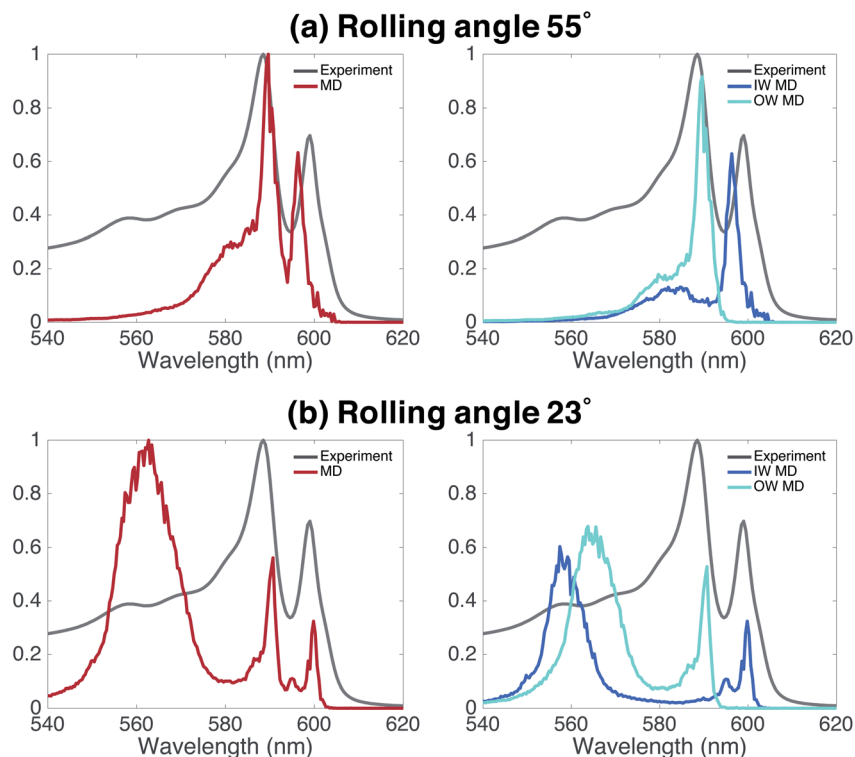 (a) Rolling angle 55°
1
0.8
0.6
0.4
0.2
0
540 560 580 600 620
Wavelength (nm)
Experiment
MD
1
0.8
0.6
0.4
0.2
0
540 560 580 600 620
Wavelength (nm)
Experiment
IW MD
OW MD
(b) Rolling angle 23°
1
0.8
0.6
0.4
0.2
0
540 560 580 600 620
Wavelength (nm)
Experiment
MD
1
0.8
0.6
0.4
0.2
0
540 560 580 600 620
Wavelength (nm)
Experiment
IW MD
OW MD